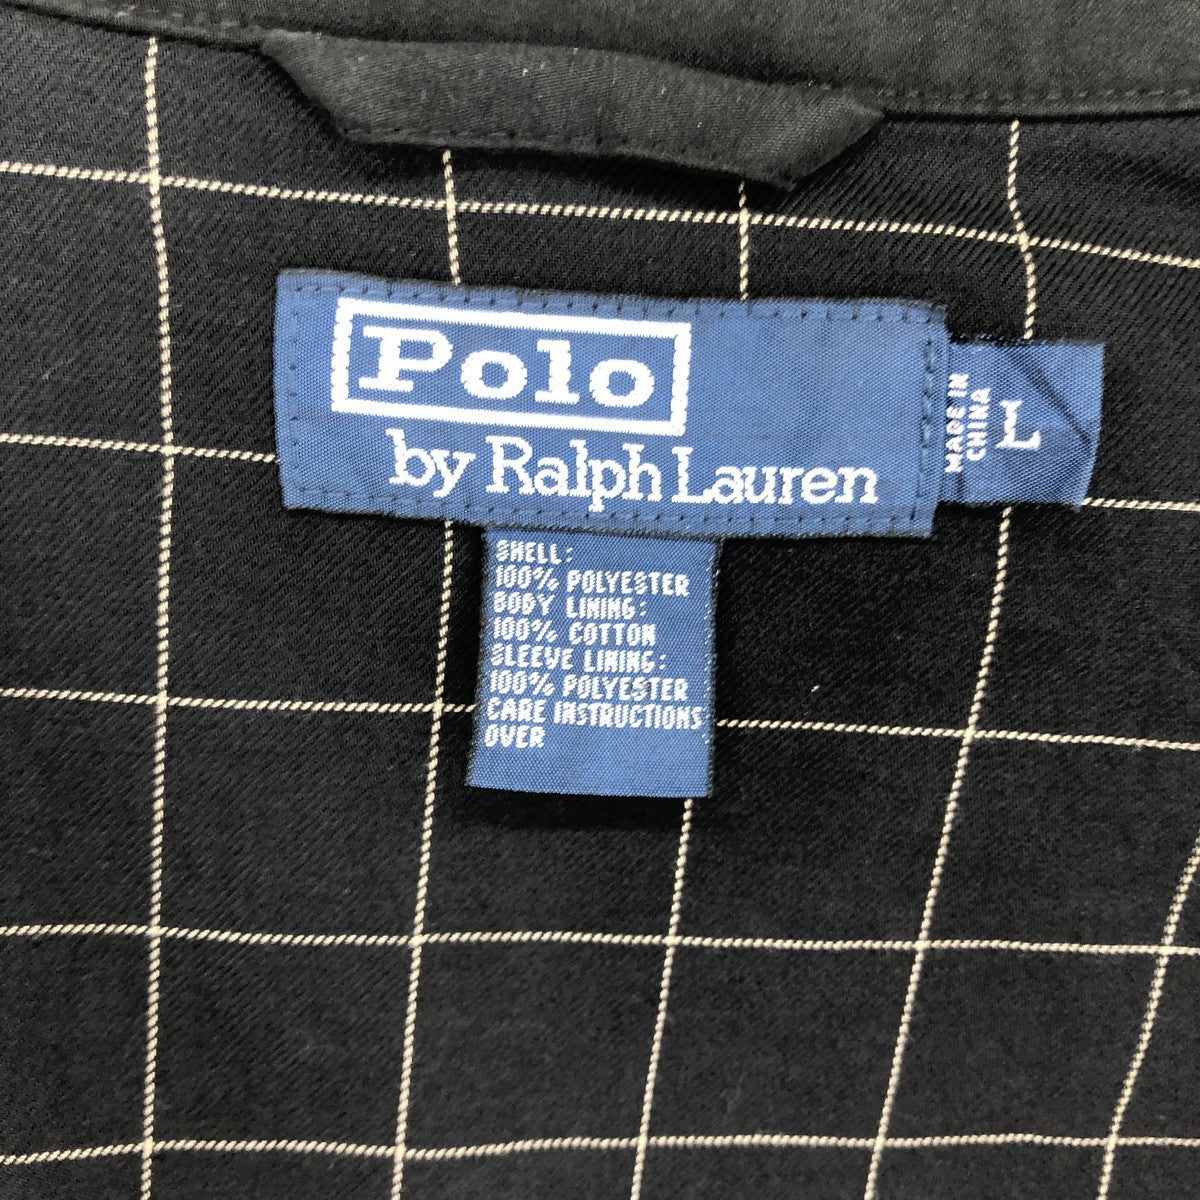 Polo
by Ralph Lauren
MADE IN
CHINA
L
SHELL:
100% POLYESTER
BODY LINING:
100% COTTON
SLEEVE LINING:
100% POLYESTER
CARE INSTRUCTIONS
OVER